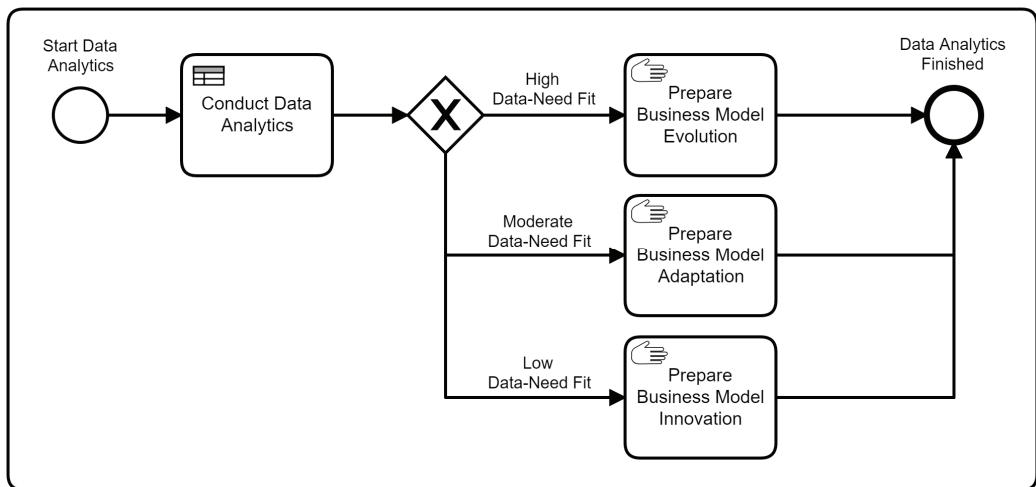 Start Data
Analytics
Conduct Data
Analytics
X
High
Data-Need Fit
Prepare
Business Model
Evolution
Data Analytics
Finished
Moderate
Data-Need Fit
Prepare
Business Model
Adaptation
Low
Data-Need Fit
Prepare
Business Model
Innovation